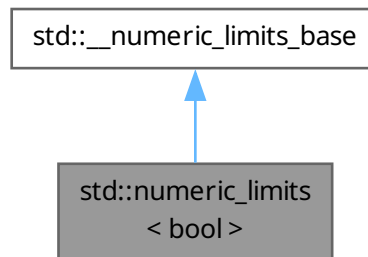 std::__numeric_limits_base
std::numeric_limits
< bool >